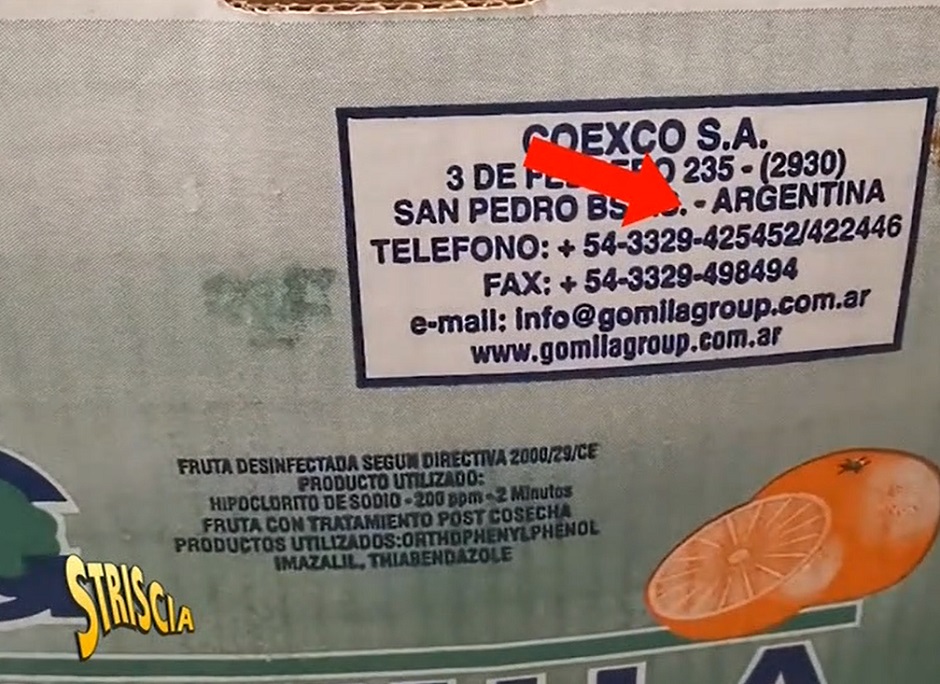 COEXCO S.A.
3 DE 235 - (2930)
SAN PEDRO - ARGENTINA
TELEFONO: + 54-3329-425452/422446
FAX: + 54-3329-498494
e-mail: info@gomilagroup.com.ar
www.gomilagroup.com.ar
FRUTA DESINFECTADA SEGUN DIRECTIVA 2000/29/CE
PRODUCTO UTILIZADO:
HIPOCLORITO DE SODIO - 200 ppm - 2 Minutos
FRUTA CON TRATAMIENTO POST COSECHA
PRODUCTOS UTILIZADOS:ORTHOPHENYLPHENOL
IMAZALIL, THIABENDAZOLE
STRISCIA